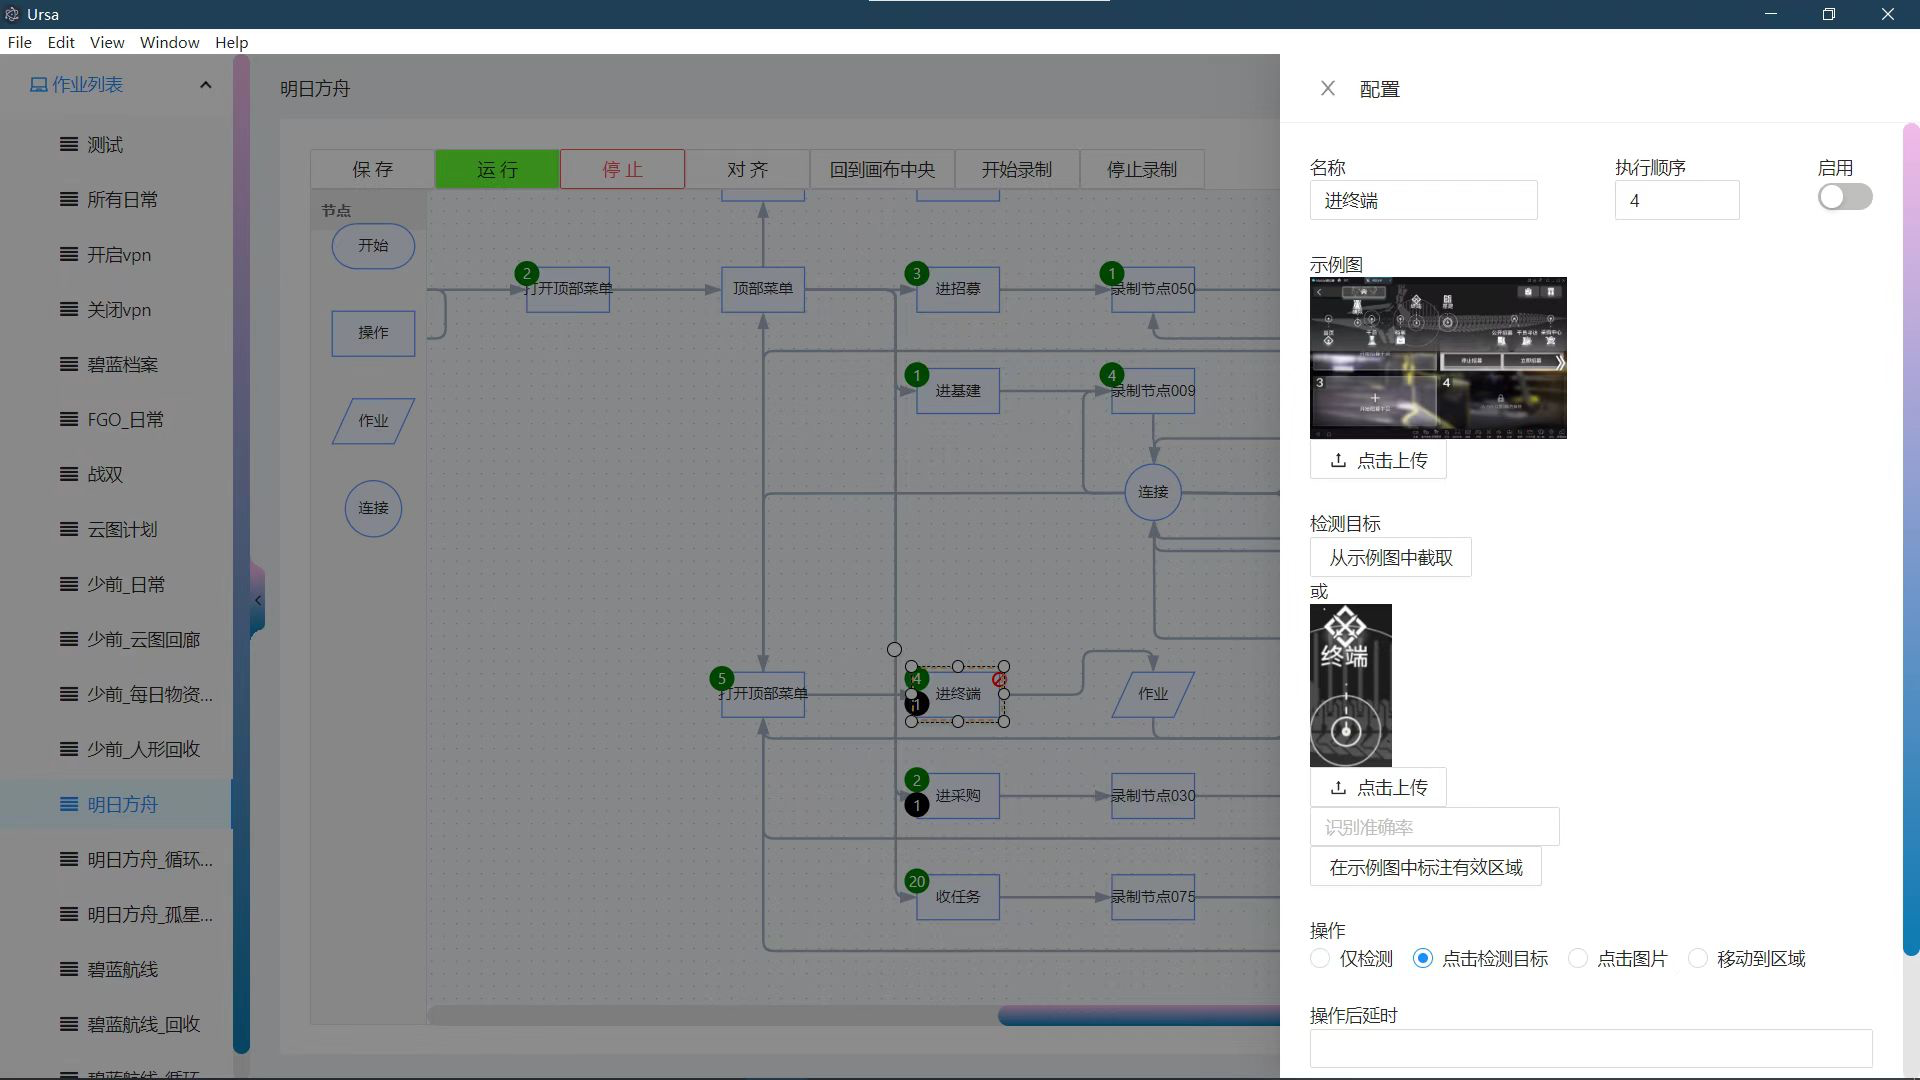 Ursa
File Edit View Window Help
作业列表
测试
所有日常
开启vpn
关闭vpn
碧蓝档案
FGO_日常
战双
云图计划
少前_日常
少前_云图回廊
少前_每日物资...
少前_人形回收
明日方舟
明日方舟_循环...
明日方舟_孤星...
碧蓝航线
碧蓝航线_回收
碧蓝航线_循环
明日方舟
保 存 运 行 停 止 对 齐 回到画布中央 开始录制 停止录制
节点
开始
操作
作业
连接
2
打开顶部菜单
顶部菜单
3
进招募
1
录制节点050
1
进基建
4
录制节点009
连接
5
打开顶部菜单
4
1
进终端
作业
2
1
进采购
录制节点030
20
收任务
录制节点075
配置
名称 执行顺序 启用
进终端 4
示例图
停止招募 立即招募
3 4
点击上传
检测目标
从示例图中截取
或
终端
点击上传
识别准确率
在示例图中标注有效区域
操作
仅检测 点击检测目标 点击图片 移动到区域
操作后延时